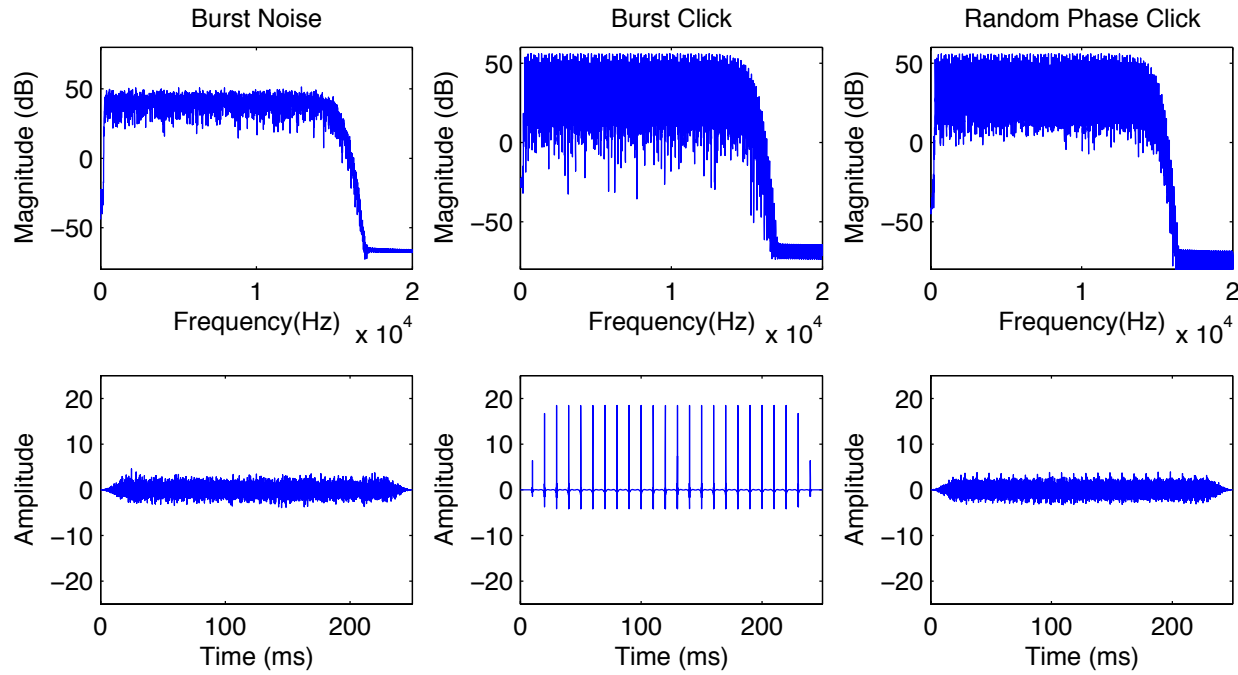 Burst Noise
Burst Click
Random Phase Click
Magnitude (dB)
50
0
−50
0
1
2
Frequency(Hz)
x 10^4
Magnitude (dB)
50
0
−50
0
1
2
Frequency(Hz)
x 10^4
Magnitude (dB)
50
0
−50
0
1
2
Frequency(Hz)
x 10^4
Amplitude
20
10
0
−10
−20
0
100
200
Time (ms)
Amplitude
20
10
0
−10
−20
0
100
200
Time (ms)
Amplitude
20
10
0
−10
−20
0
100
200
Time (ms)